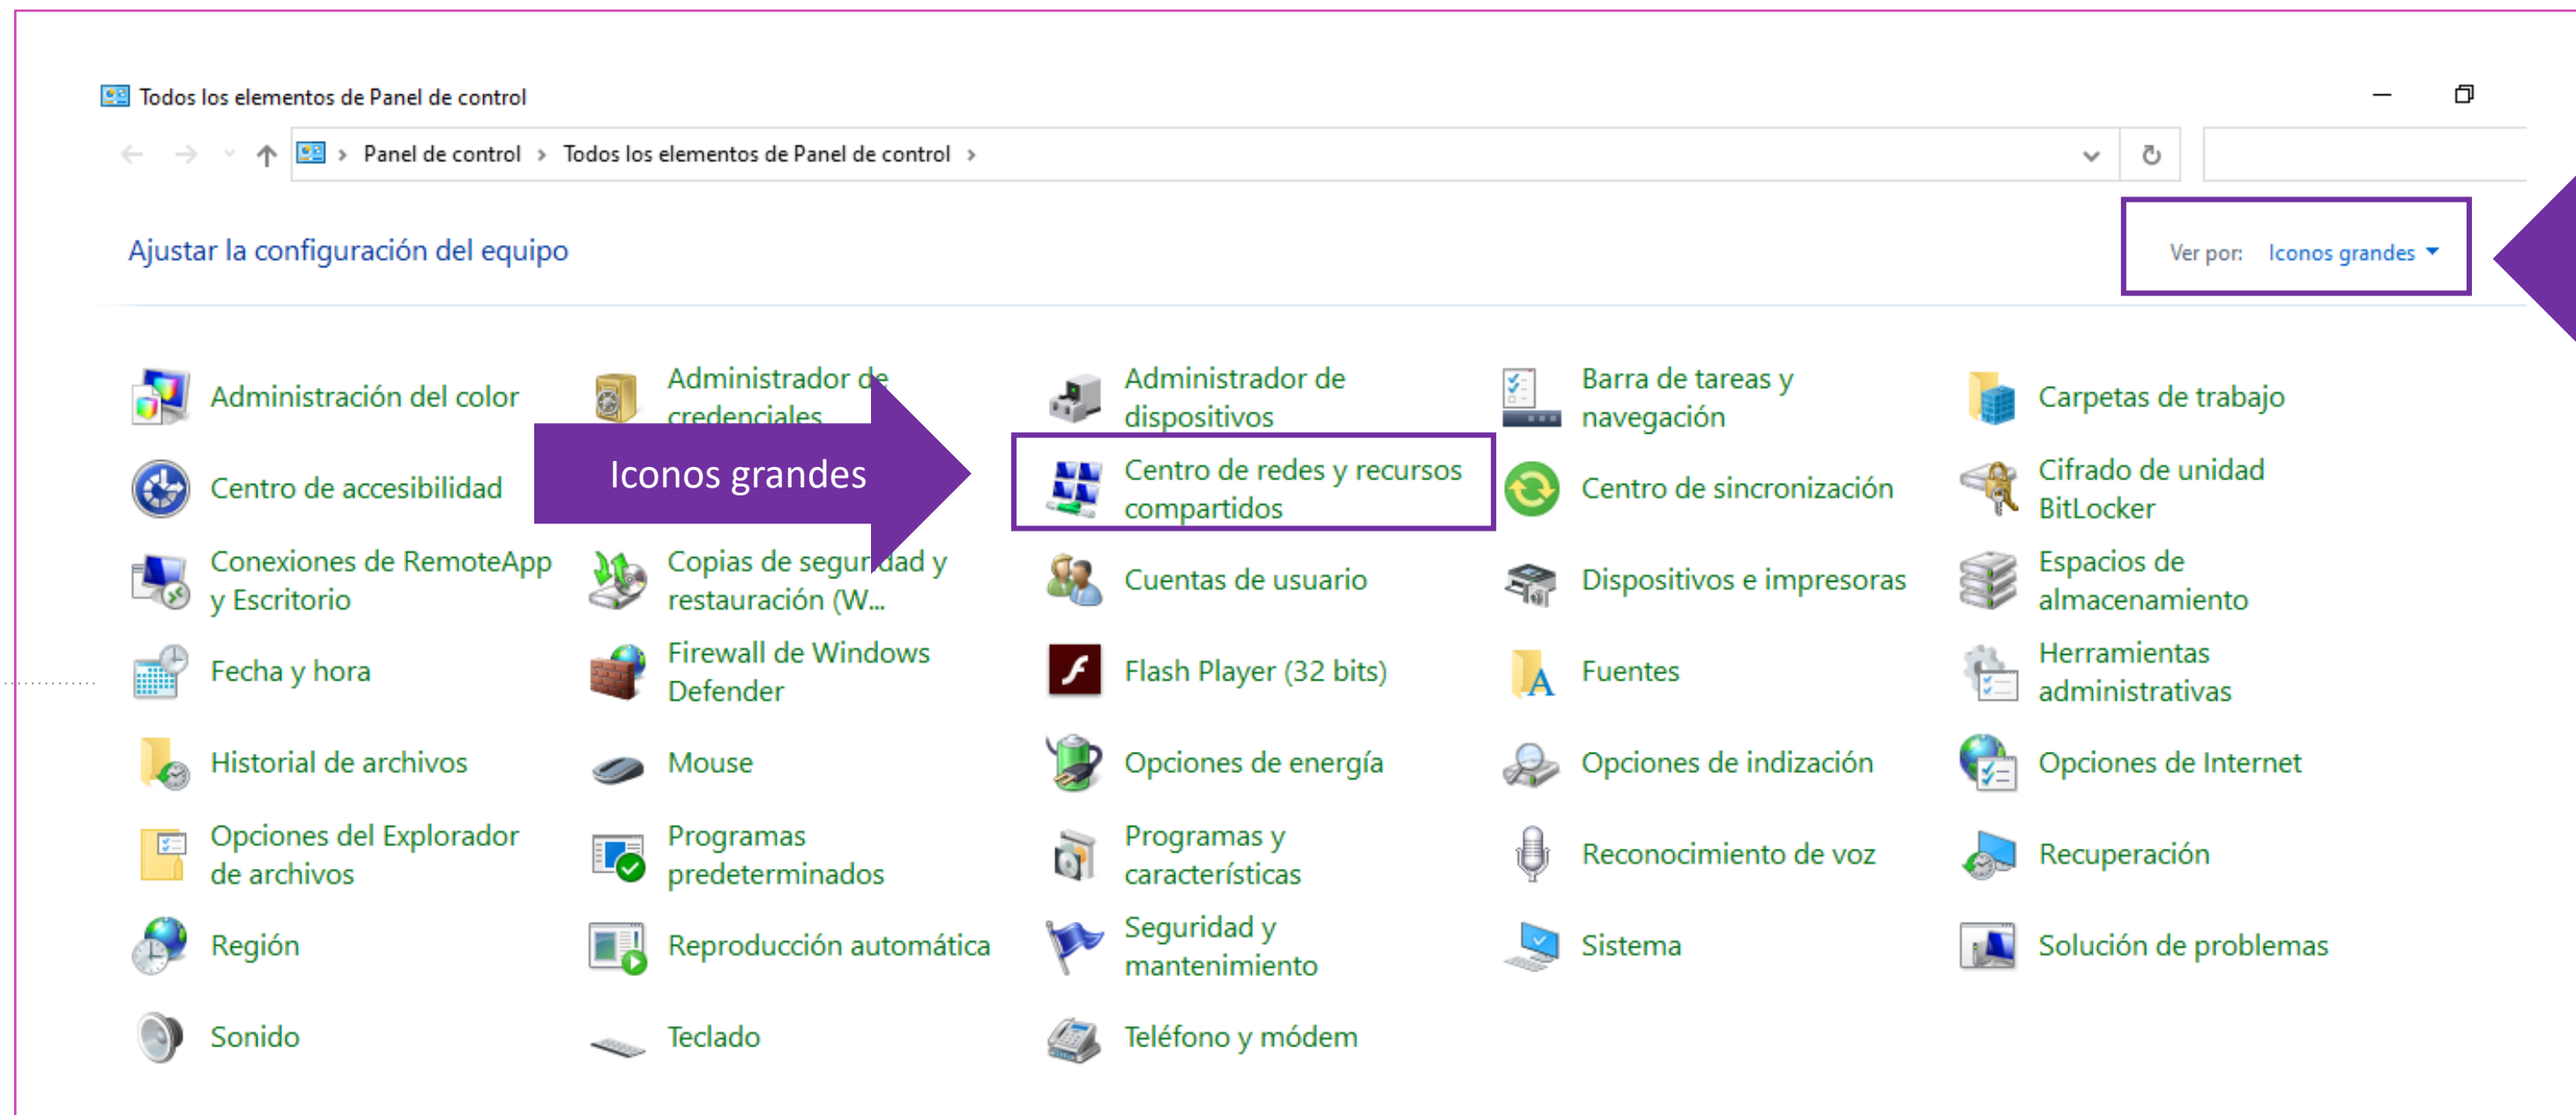 Todos los elementos de Panel de control
Panel de control › Todos los elementos de Panel de control ›
Ajustar la configuración del equipo
Ver por: Iconos grandes
Administración del color
Administrador de
credenciales
Administrador de
dispositivos
Barra de tareas y
navegación
Carpetas de trabajo
Centro de accesibilidad
Iconos grandes
Centro de redes y recursos
compartidos
Centro de sincronización
Cifrado de unidad
BitLocker
Conexiones de RemoteApp
y Escritorio
Copias de seguridad y
restauración (W...
Cuentas de usuario
Dispositivos e impresoras
Espacios de
almacenamiento
Fecha y hora
Firewall de Windows
Defender
Flash Player (32 bits)
Fuentes
Herramientas
administrativas
Historial de archivos
Mouse
Opciones de energía
Opciones de indización
Opciones de Internet
Opciones del Explorador
de archivos
Programas
predeterminados
Programas y
características
Reconocimiento de voz
Recuperación
Región
Reproducción automática
Seguridad y
mantenimiento
Sistema
Solución de problemas
Sonido
Teclado
Teléfono y módem